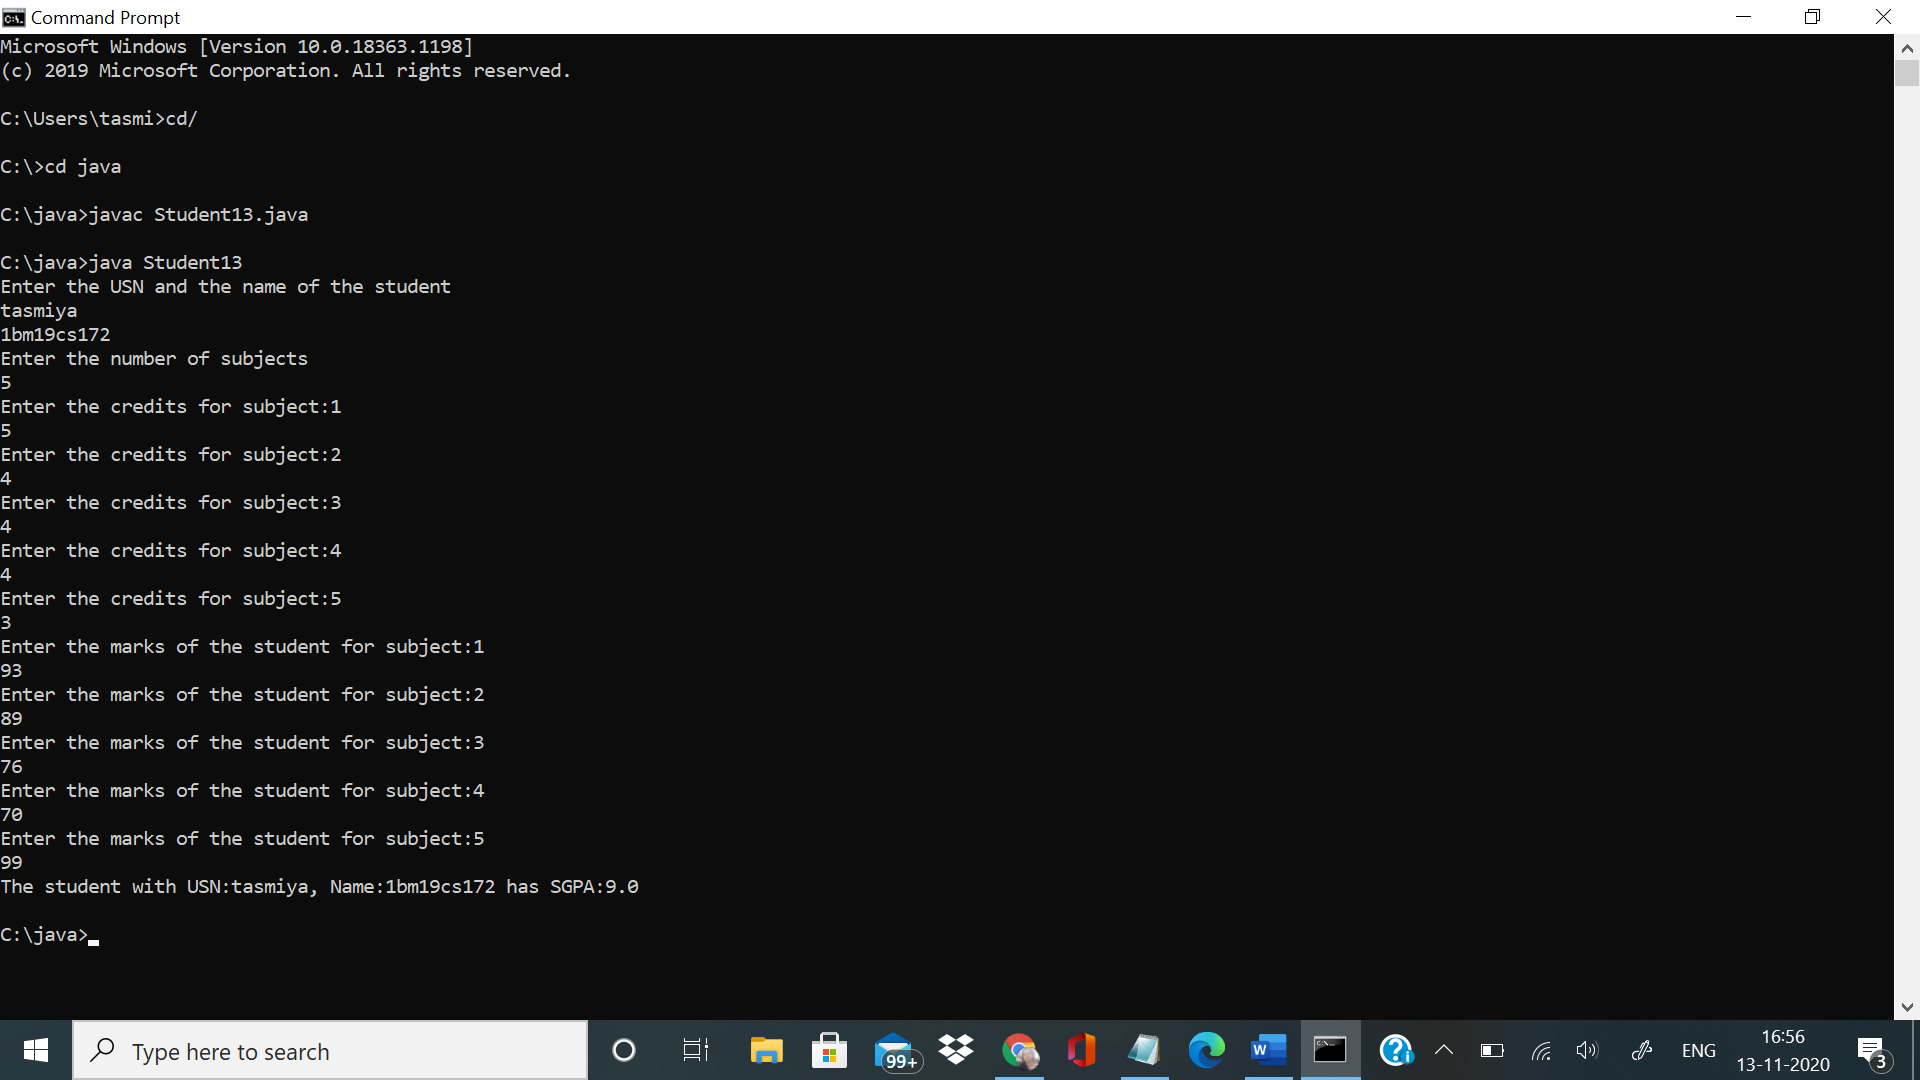 Command Prompt
Microsoft Windows [Version 10.0.18363.1198]
(c) 2019 Microsoft Corporation. All rights reserved.
C:\Users\tasmi>cd/
C:\>cd java
C:\java>javac Student13.java
C:\java>java Student13
Enter the USN and the name of the student
tasmiya
1bm19cs172
Enter the number of subjects
5
Enter the credits for subject:1
5
Enter the credits for subject:2
4
Enter the credits for subject:3
4
Enter the credits for subject:4
4
Enter the credits for subject:5
3
Enter the marks of the student for subject:1
93
Enter the marks of the student for subject:2
89
Enter the marks of the student for subject:3
76
Enter the marks of the student for subject:4
70
Enter the marks of the student for subject:5
99
The student with USN:tasmiya, Name:1bm19cs172 has SGPA:9.0
C:\java>
Type here to search
99+
W
ENG
16:56
13-11-2020
3